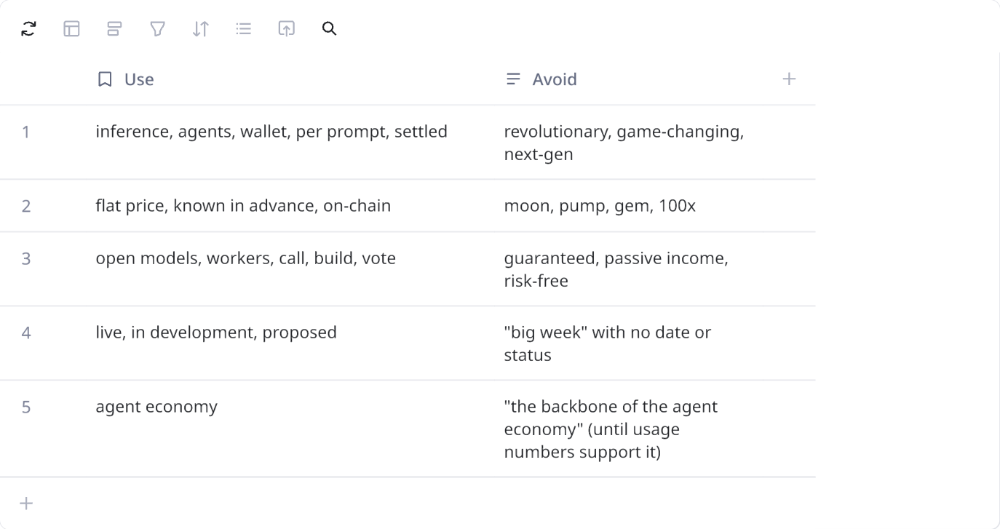 Use Avoid
1 inference, agents, wallet, per prompt, settled revolutionary, game-changing,
next-gen
2 flat price, known in advance, on-chain moon, pump, gem, 100x
3 open models, workers, call, build, vote guaranteed, passive income,
risk-free
4 live, in development, proposed "big week" with no date or
status
5 agent economy "the backbone of the agent
economy" (until usage
numbers support it)